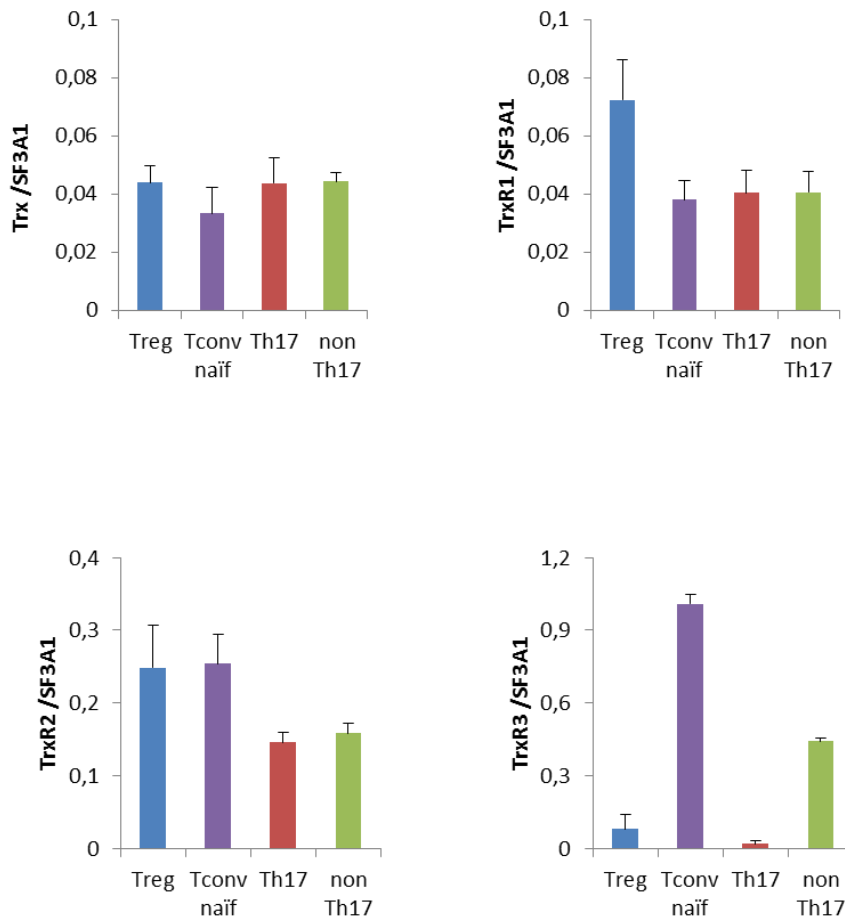 0,1
0,08
0,06
0,04
0,02
0
Trx /SF3A1
Treg Tconv naïf Th17 non Th17
0,1
0,08
0,06
0,04
0,02
0
TrxR1 /SF3A1
Treg Tconv naïf Th17 non Th17
0,4
0,3
0,2
0,1
0
TrxR2 /SF3A1
Treg Tconv naïf Th17 non Th17
1,2
0,9
0,6
0,3
0
TrxR3 /SF3A1
Treg Tconv naïf Th17 non Th17